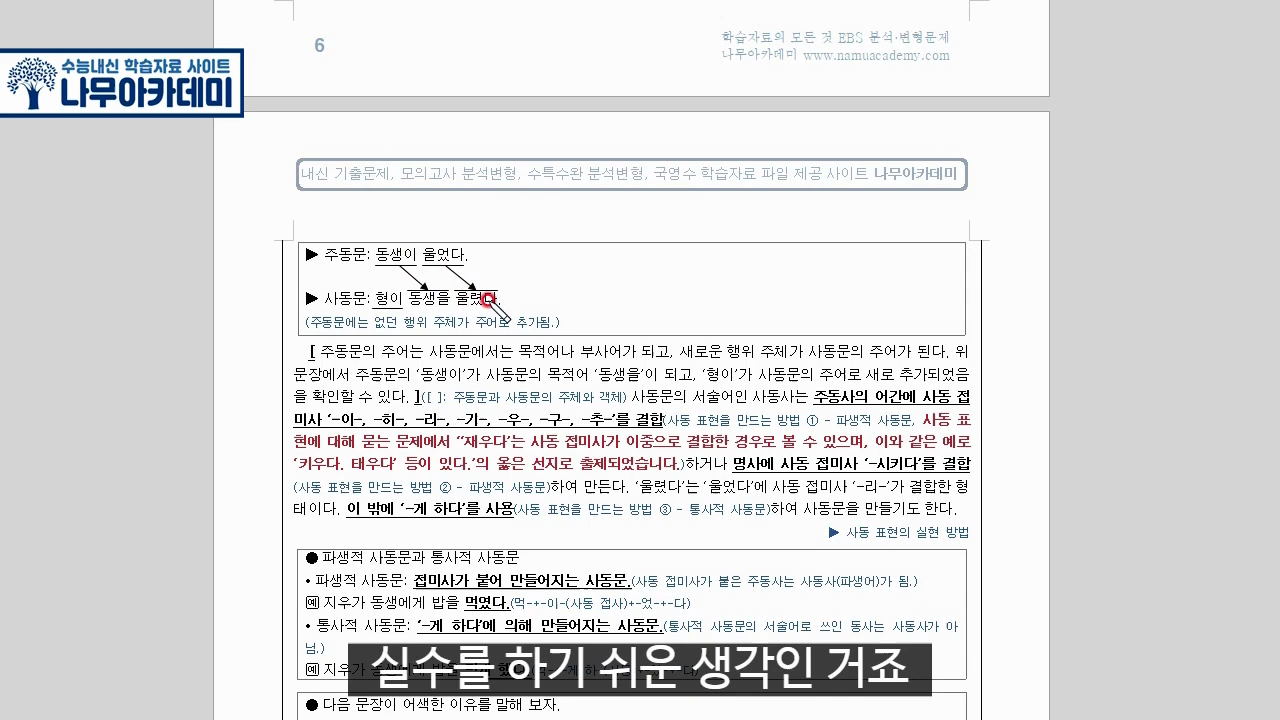 6
학습자료의 모든 것 EBS 분석·변형문제
나무아카데미 www.namuacademy.com
수능내신 학습자료 사이트
나무아카데미
내신 기출문제, 모의고사 분석변형, 수특수완 분석변형, 국영수 학습자료 파일 제공 사이트 나무아카데미
▶ 주동문: 동생이 울었다.
▶ 사동문: 형이 동생을 울렸
(주동문에는 없던 행위 주체가 주어로 추가됨.)
[ 주동문의 주어는 사동문에서는 목적어나 부사어가 되고, 새로운 행위 주체가 사동문의 주어가 된다. 위
문장에서 주동문의 ‘동생이’가 사동문의 목적어 ‘동생을’이 되고, ‘형이’가 사동문의 주어로 새로 추가되었음
을 확인할 수 있다. ]([ ]: 주동문과 사동문의 주체와 객체) 사동문의 서술어인 사동사는 주동사의 어간에 사동 접
미사 ‘-이-, -히-, -리-, -기-, -우-, -구-, -추-’를 결합(사동 표현을 만드는 방법 ① - 파생적 사동문, 사동 표
현에 대해 묻는 문제에서 “‘재우다’는 사동 접미사가 이중으로 결합한 경우로 볼 수 있으며, 이와 같은 예로
‘키우다. 태우다’ 등이 있다.’의 옳은 선지로 출제되었습니다.)하거나 명사에 사동 접미사 ‘-시키다’를 결합
(사동 표현을 만드는 방법 ② - 파생적 사동문)하여 만든다. ‘울렸다’는 ‘울었다’에 사동 접미사 ‘-리-’가 결합한 형
태이다. 이 밖에 ‘-게 하다’를 사용(사동 표현을 만드는 방법 ③ - 통사적 사동문)하여 사동문을 만들기도 한다.
▶ 사동 표현의 실현 방법
● 파생적 사동문과 통사적 사동문
• 파생적 사동문: 접미사가 붙어 만들어지는 사동문.(사동 접미사가 붙은 주동사는 사동사(파생어)가 됨.)
예 지우가 동생에게 밥을 먹였다.(먹-+-이-(사동 접사)+-었-+-다)
• 통사적 사동문: ‘-게 하다’에 의해 만들어지는 사동문.(통사적 사동문의 서술어로 쓰인 동사는 사동사가 아
님.)
예 지우가
실수를 하기 쉬운 생각인 거죠
● 다음 문장이 어색한 이유를 말해 보자.